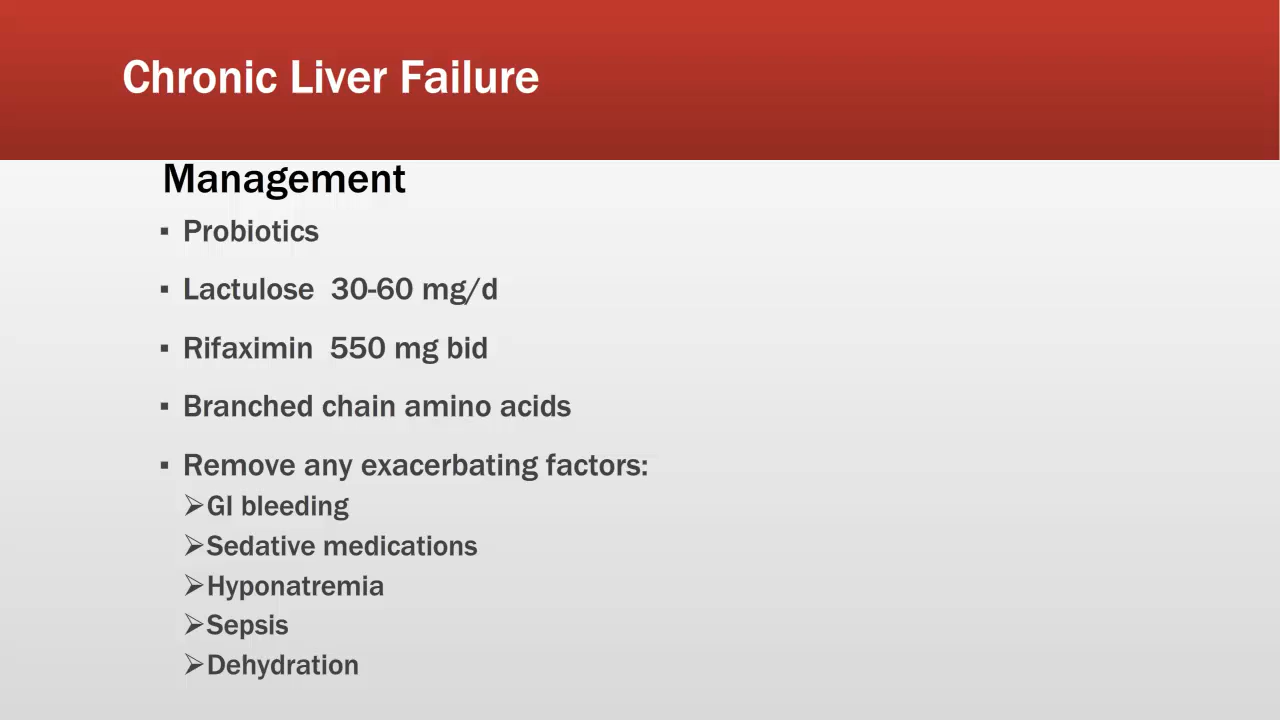 Chronic Liver Failure
Management
▪ Probiotics
▪ Lactulose 30-60 mg/d
▪ Rifaximin 550 mg bid
▪ Branched chain amino acids
▪ Remove any exacerbating factors:
➢GI bleeding
➢Sedative medications
➢Hyponatremia
➢Sepsis
➢Dehydration